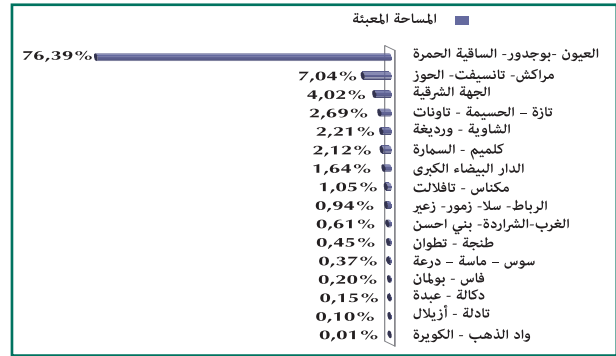 المساحة المعبئة
العيون -بوجدور- الساقية الحمرة 76,39%
مراكش- تانسيفت- الحوز 7,04%
الجهة الشرقية 4,02%
تازة – الحسيمة - تاونات 2,69%
الشاوية - ورديغة 2,21%
كلميم - السمارة 2,12%
الدار البيضاء الكبرى 1,64%
مكناس - تافلالت 1,05%
الرباط- سلا- زمور- زعير 0,94%
الغرب-الشراردة- بني احسن 0,61%
طنجة - تطوان 0,45%
سوس – ماسة – درعة 0,37%
فاس - بولمان 0,20%
دكالة - عبدة 0,15%
تادلة - أزيلال 0,10%
واد الذهب - الكويرة 0,01%